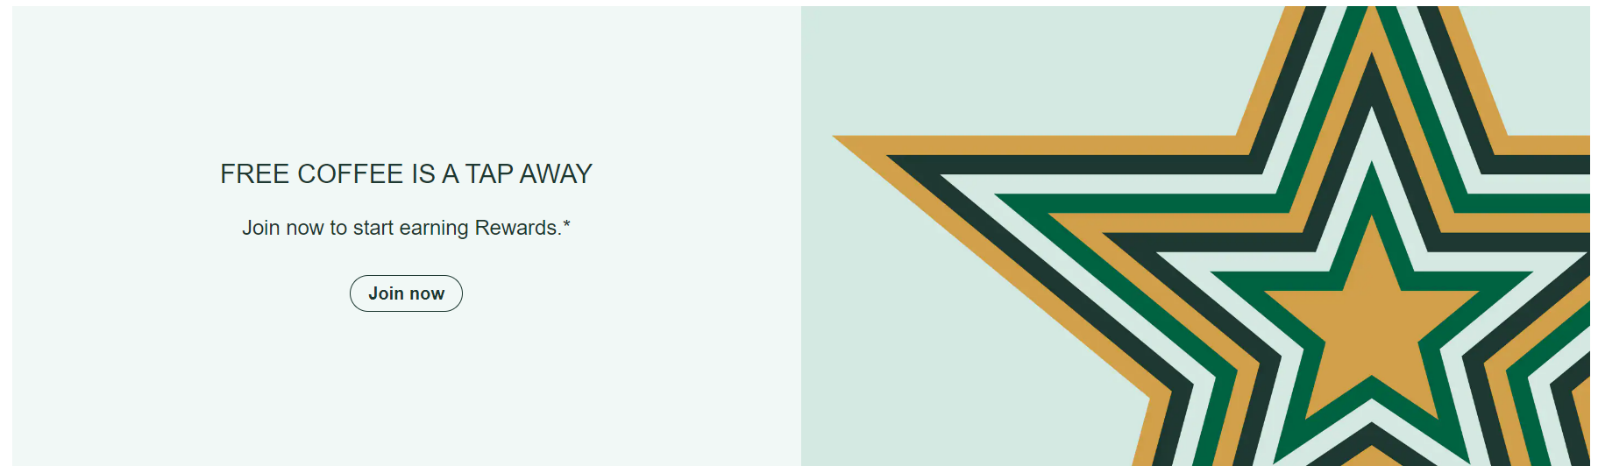 FREE COFFEE IS A TAP AWAY
Join now to start earning Rewards.*
Join now